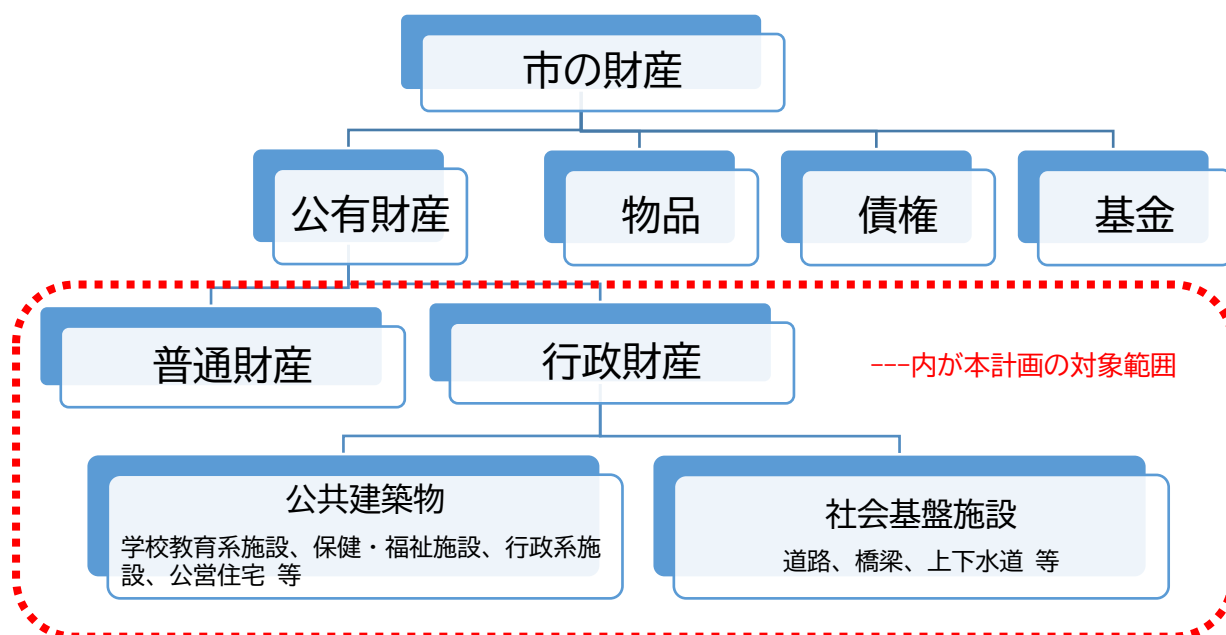 市の財産
公有財産
物品
債権
基金
普通財産
行政財産
---内が本計画の対象範囲
公共建築物
学校教育系施設、保健・福祉施設、行政系施
設、公営住宅 等
社会基盤施設
道路、橋梁、上下水道 等